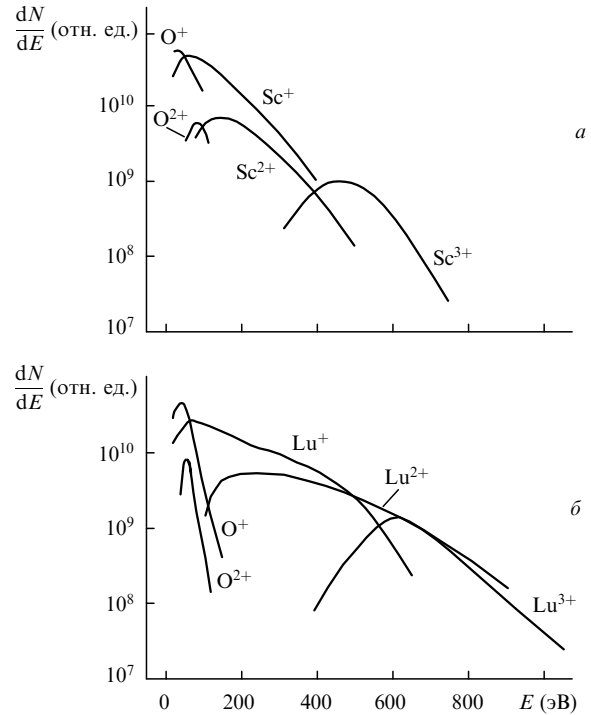 dN/dE (отн. ед.)
O⁺
10¹⁰
Sc⁺
O²⁺
а
Sc²⁺
10⁹
10⁸
Sc³⁺
10⁷
dN/dE (отн. ед.)
10¹⁰
Lu⁺
Lu²⁺
10⁹
O⁺
б
O²⁺
10⁸
Lu³⁺
10⁷
0 200 400 600 800 E (эВ)